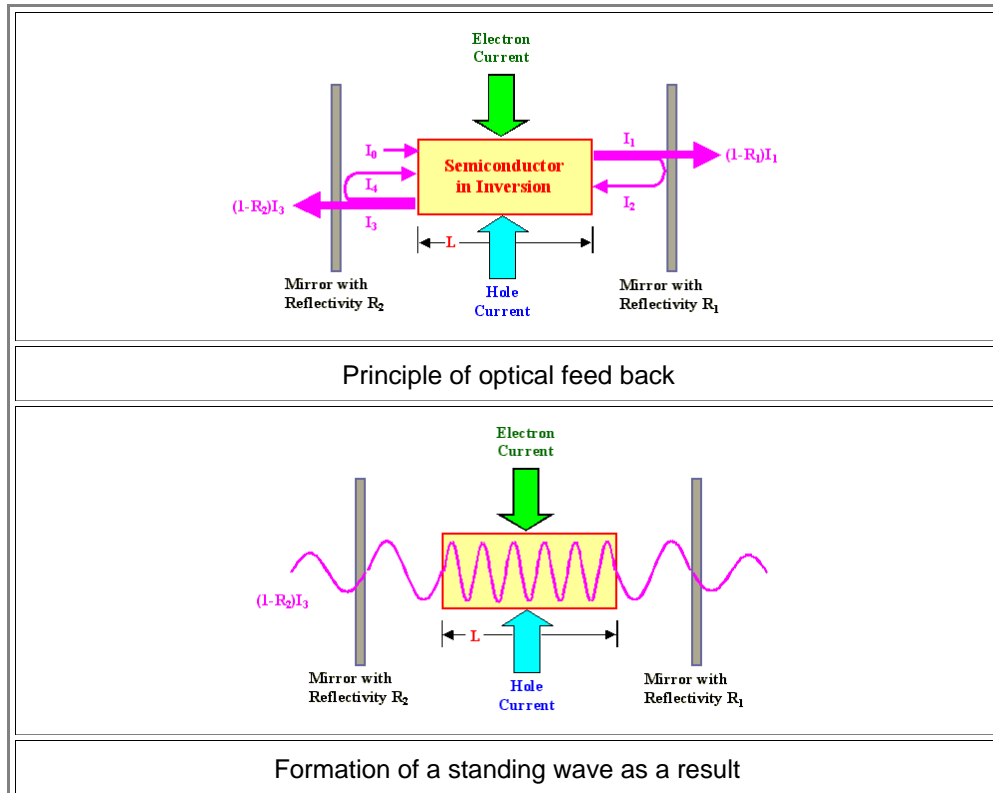 Electron
Current
I₀
I₁
(1-R₁)I₁
Semiconductor
in Inversion
I₄
(1-R₂)I₃
I₃
I₂
L
Mirror with
Reflectivity R₂
Hole
Current
Mirror with
Reflectivity R₁
Principle of optical feed back
Electron
Current
(1-R₂)I₃
L
Mirror with
Reflectivity R₂
Hole
Current
Mirror with
Reflectivity R₁
Formation of a standing wave as a result